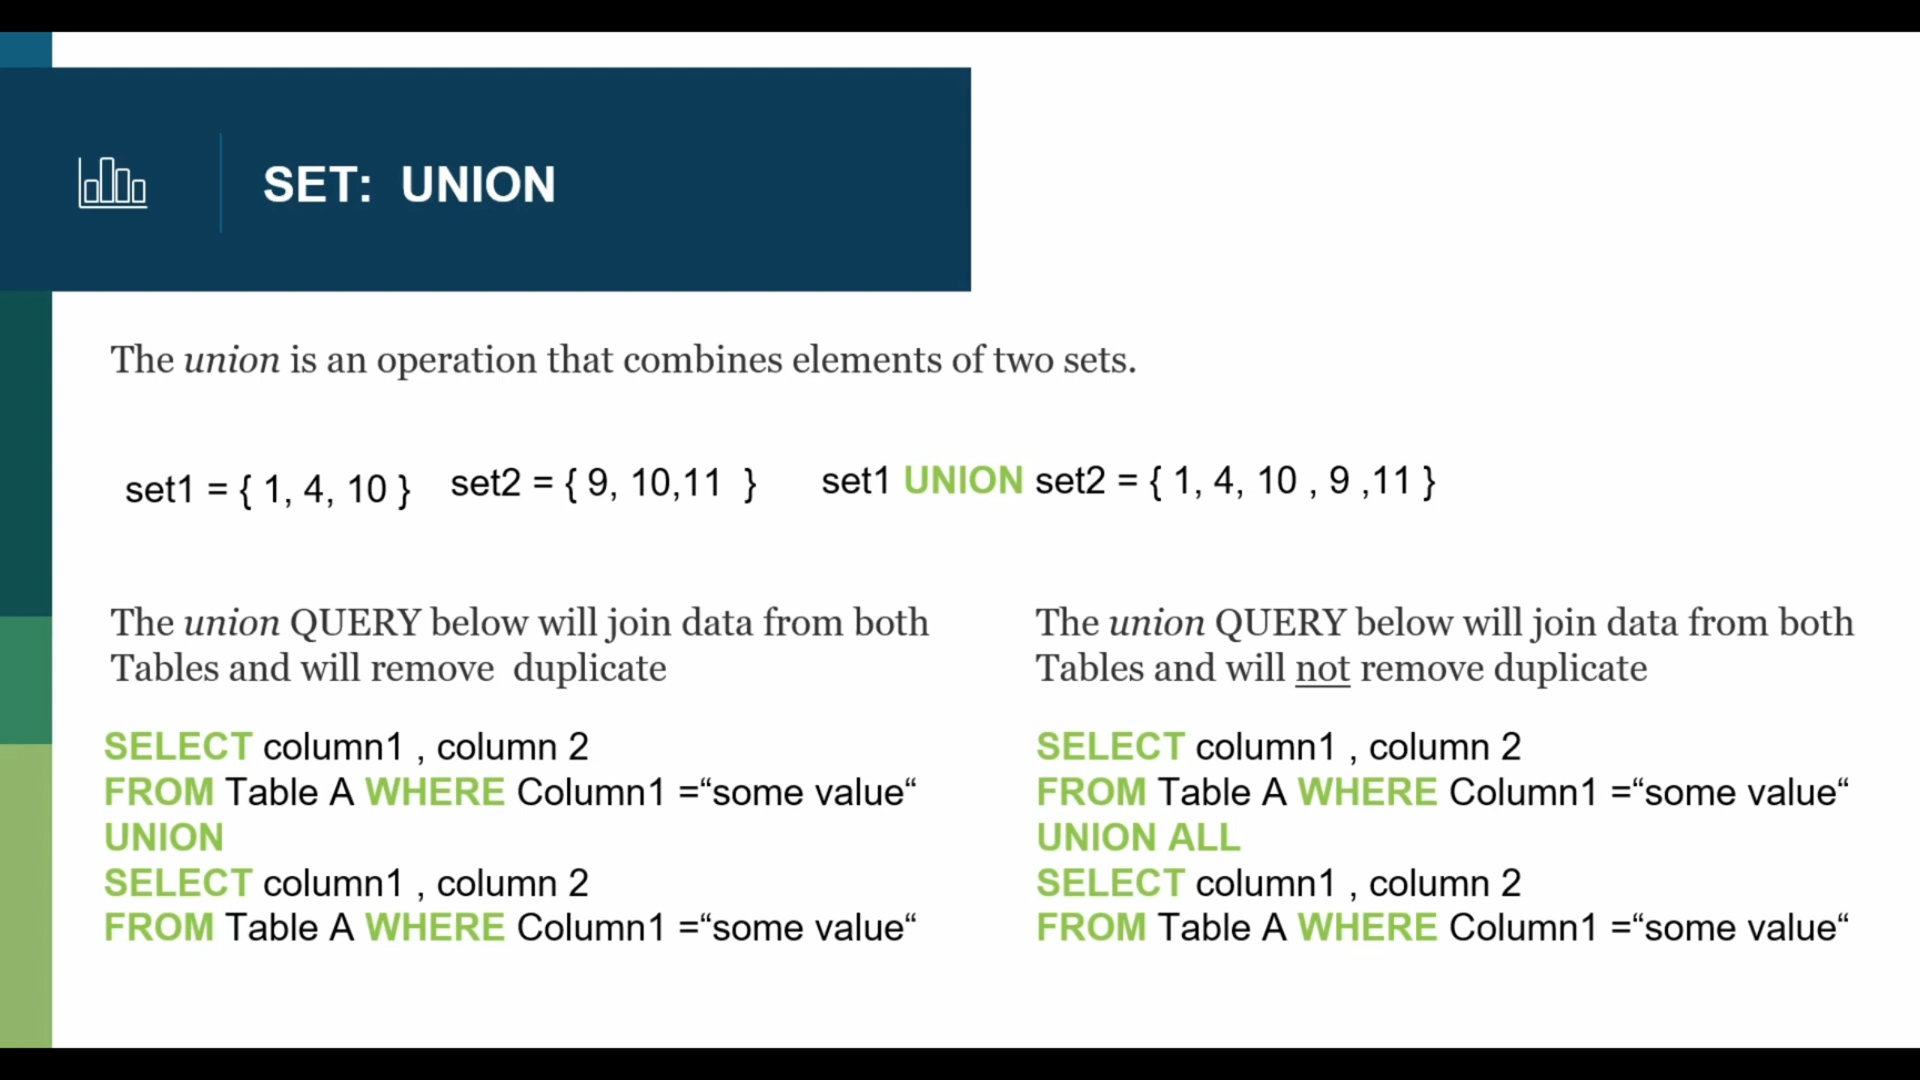 SET: UNION
The union is an operation that combines elements of two sets.
set1 = { 1, 4, 10 }
set2 = { 9, 10,11 }
set1 UNION set2 = { 1, 4, 10 , 9 ,11 }
The union QUERY below will join data from both
Tables and will remove duplicate
SELECT column1 , column 2
FROM Table A WHERE Column1 =“some value“
UNION
SELECT column1 , column 2
FROM Table A WHERE Column1 =“some value“
The union QUERY below will join data from both
Tables and will not remove duplicate
SELECT column1 , column 2
FROM Table A WHERE Column1 =“some value“
UNION ALL
SELECT column1 , column 2
FROM Table A WHERE Column1 =“some value“